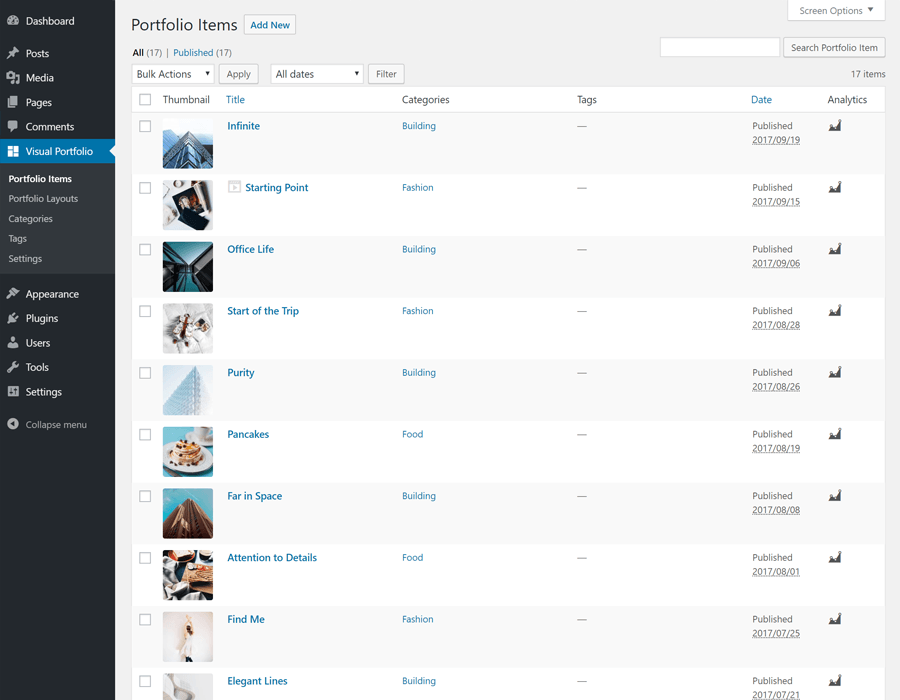 Dashboard
Posts
Media
Pages
Comments
Visual Portfolio
Portfolio Items
Portfolio Layouts
Categories
Tags
Settings
Appearance
Plugins
Users
Tools
Settings
Collapse menu
Screen Options
Portfolio Items Add New
All (17) | Published (17)
Search Portfolio Item
Bulk Actions Apply All dates Filter 17 items
Thumbnail Title Categories Tags Date Analytics
Infinite Building — Published
2017/09/19
Starting Point Fashion — Published
2017/09/15
Office Life Building — Published
2017/09/06
Start of the Trip Fashion — Published
2017/08/28
Purity Building — Published
2017/08/26
Pancakes Food — Published
2017/08/19
Far in Space Building — Published
2017/08/08
Attention to Details Food — Published
2017/08/01
Find Me Fashion — Published
2017/07/25
Elegant Lines Building — Published
2017/07/21